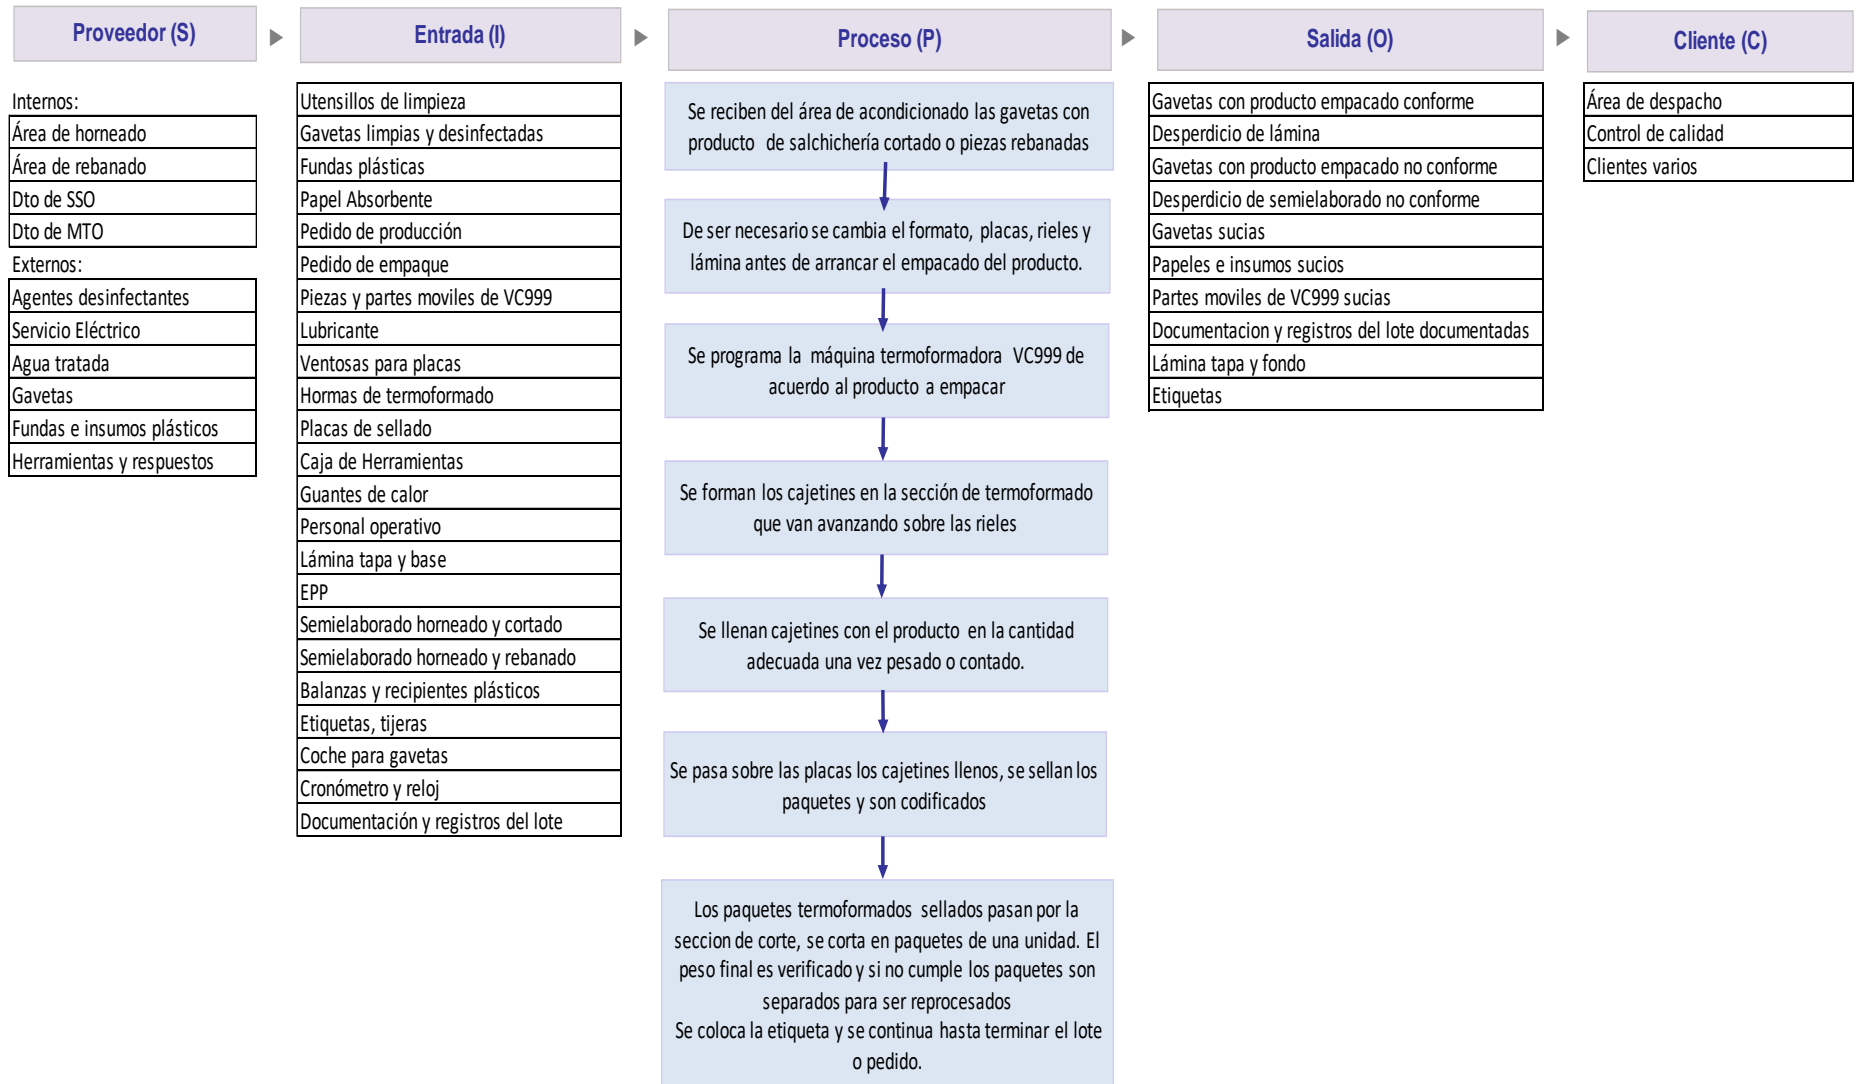 Proveedor (S)
Entrada (I)
Proceso (P)
Salida (O)
Cliente (C)
Internos:
Área de horneado
Área de rebanado
Dto de SSO
Dto de MTO
Externos:
Agentes desinfectantes
Servicio Eléctrico
Agua tratada
Gavetas
Fundas e insumos plásticos
Herramientas y respuestos
Utensillos de limpieza
Gavetas limpias y desinfectadas
Fundas plásticas
Papel Absorbente
Pedido de producción
Pedido de empaque
Piezas y partes moviles de VC999
Lubricante
Ventosas para placas
Hormas de termoformado
Placas de sellado
Caja de Herramientas
Guantes de calor
Personal operativo
Lámina tapa y base
EPP
Semielaborado horneado y cortado
Semielaborado horneado y rebanado
Balanzas y recipientes plásticos
Etiquetas, tijeras
Coche para gavetas
Cronómetro y reloj
Documentación y registros del lote
Se reciben del área de acondicionado las gavetas con
producto de salchichería cortado o piezas rebanadas
De ser necesario se cambia el formato, placas, rieles y
lámina antes de arrancar el empacado del producto.
Se programa la máquina termoformadora VC999 de
acuerdo al producto a empacar
Se forman los cajetines en la sección de termoformado
que van avanzando sobre las rieles
Se llenan cajetines con el producto en la cantidad
adecuada una vez pesado o contado.
Se pasa sobre las placas los cajetines llenos, se sellan los
paquetes y son codificados
Los paquetes termoformados sellados pasan por la
seccion de corte, se corta en paquetes de una unidad. El
peso final es verificado y si no cumple los paquetes son
separados para ser reprocesados
Se coloca la etiqueta y se continua hasta terminar el lote
o pedido.
Gavetas con producto empacado conforme
Desperdicio de lámina
Gavetas con producto empacado no conforme
Desperdicio de semielaborado no conforme
Gavetas sucias
Papeles e insumos sucios
Partes moviles de VC999 sucias
Documentacion y registros del lote documentadas
Lámina tapa y fondo
Etiquetas
Área de despacho
Control de calidad
Clientes varios